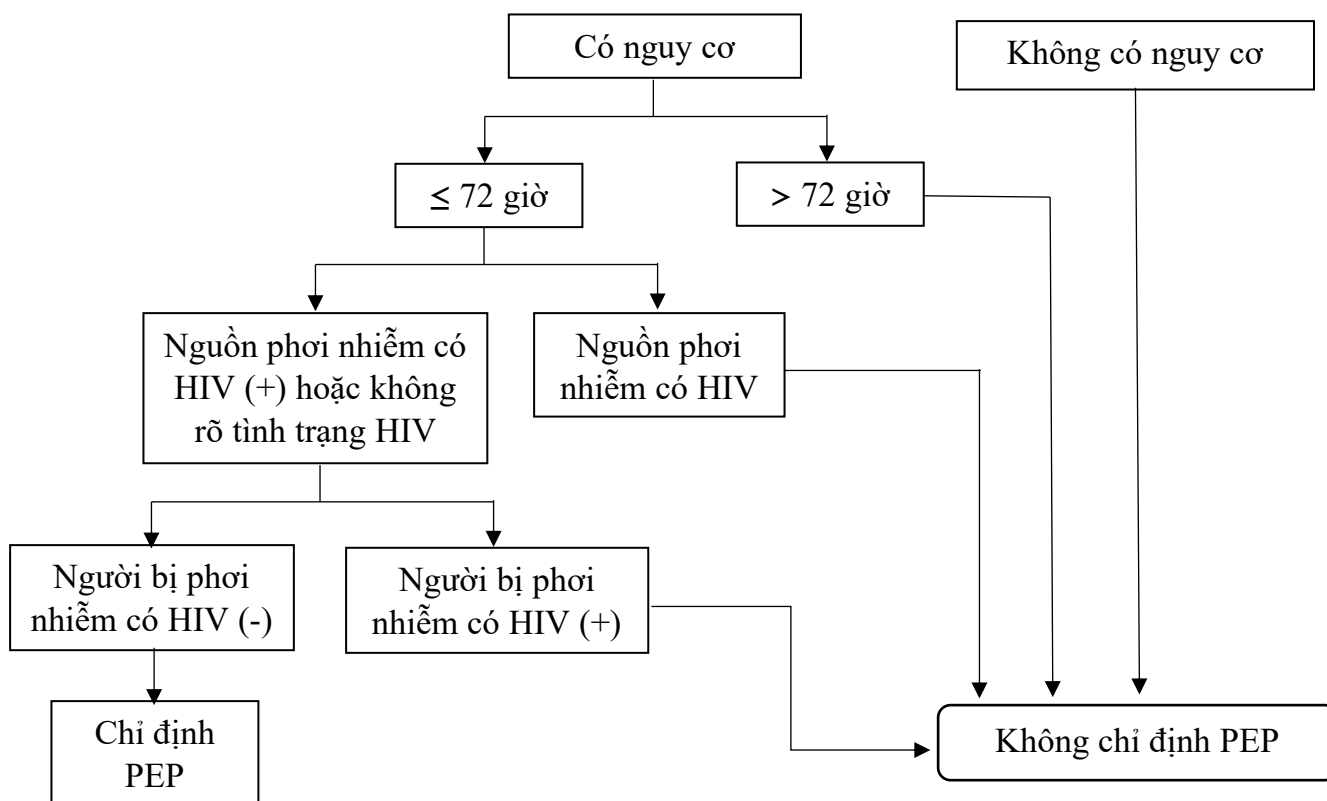 Có nguy cơ
Không có nguy cơ
≤ 72 giờ
> 72 giờ
Nguồn phơi nhiễm có
HIV (+) hoặc không
rõ tình trạng HIV
Nguồn phơi
nhiễm có HIV
Người bị phơi
nhiễm có HIV (-)
Người bị phơi
nhiễm có HIV (+)
Chỉ định
PEP
Không chỉ định PEP